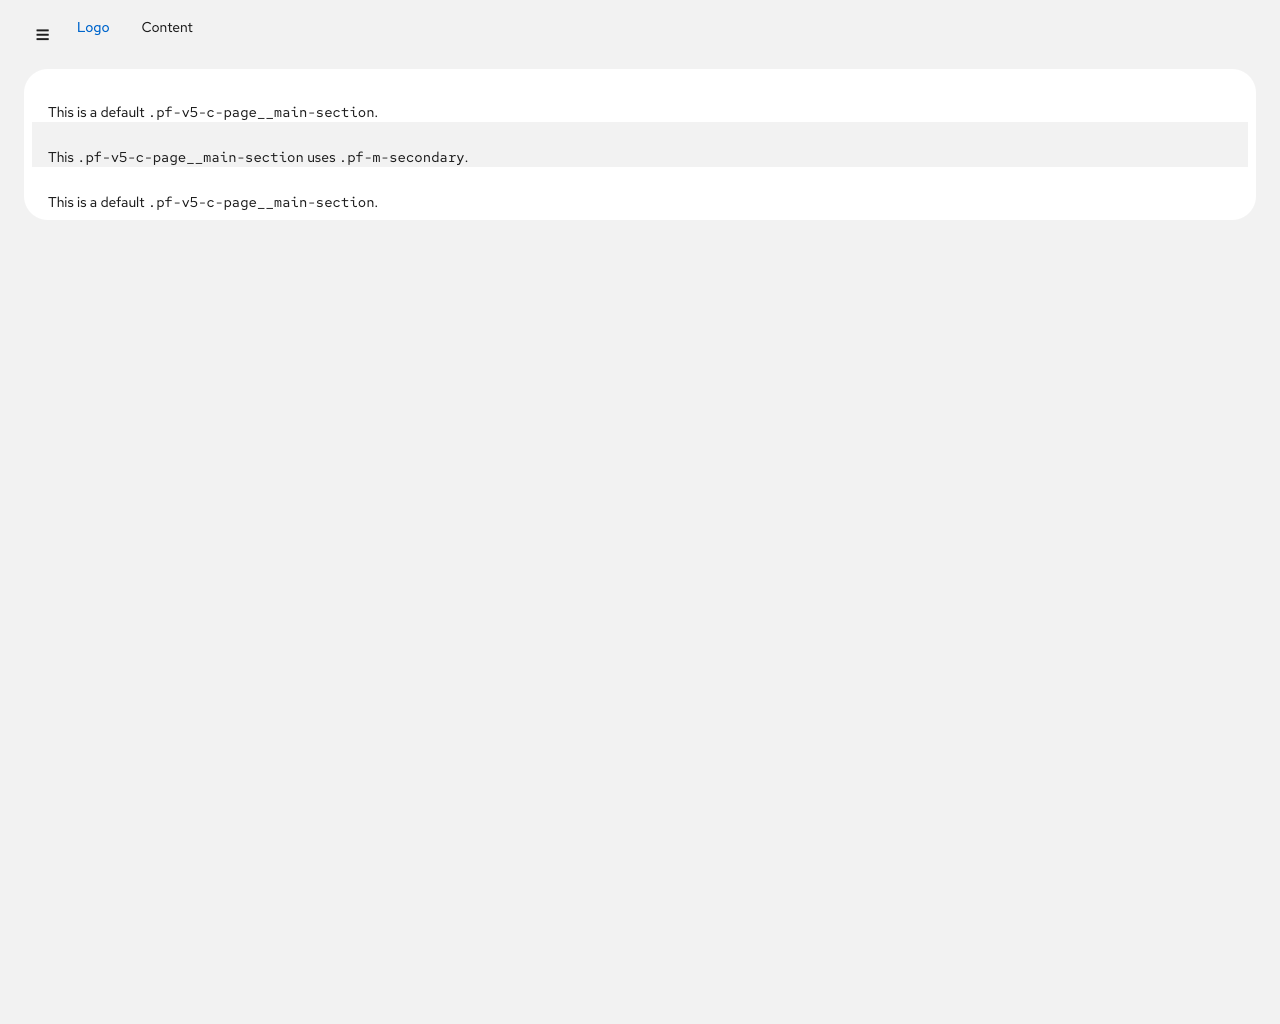 Logo Content
This is a default .pf-v5-c-page__main-section.
This .pf-v5-c-page__main-section uses .pf-m-secondary.
This is a default .pf-v5-c-page__main-section.